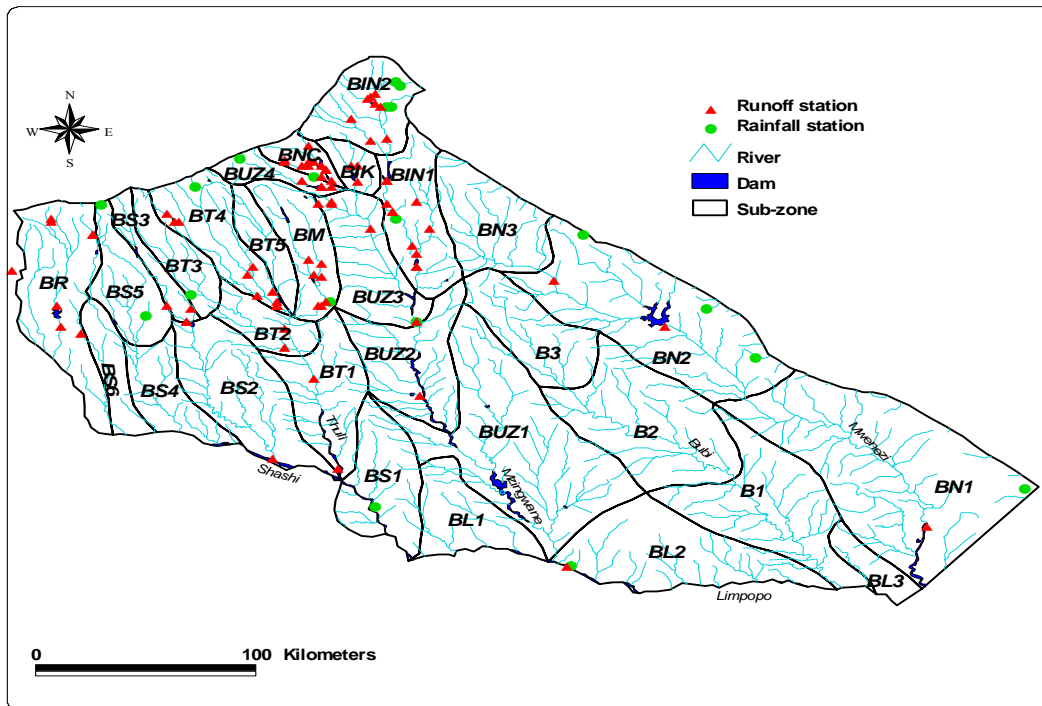 BIN2
N
W E
S
Runoff station
Rainfall station
River
Dam
Sub-zone
BNC
BUZ4
BIK
BIN1
BS3
BT4
BM
BN3
BT5
BT3
BR
BS5
BUZ3
BT2
BUZ2
BN2
B3
BS6
BS4
BS2
BT1
Thuli
BUZ1
B2
Bubi
Mwenezi
Shashi
BS1
Mzingwane
B1
BN1
BL1
BL2
BL3
Limpopo
0 100 Kilometers